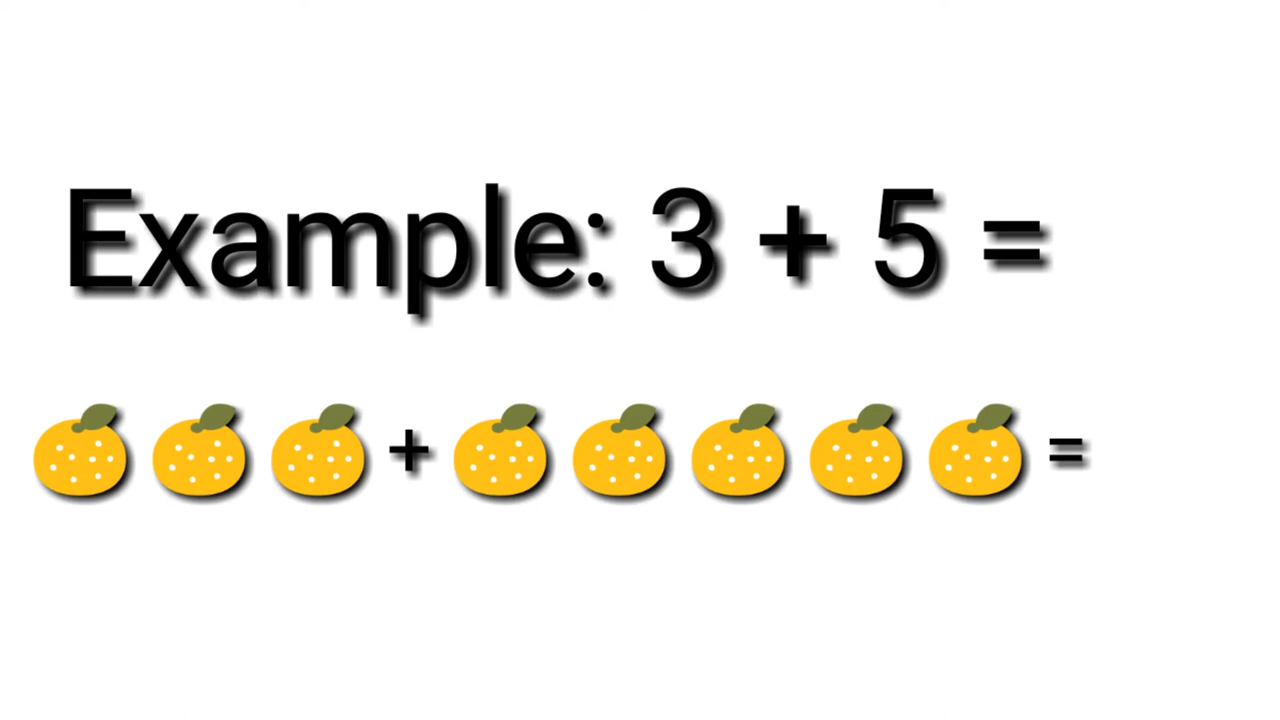 Example: 3 + 5 =
+ =